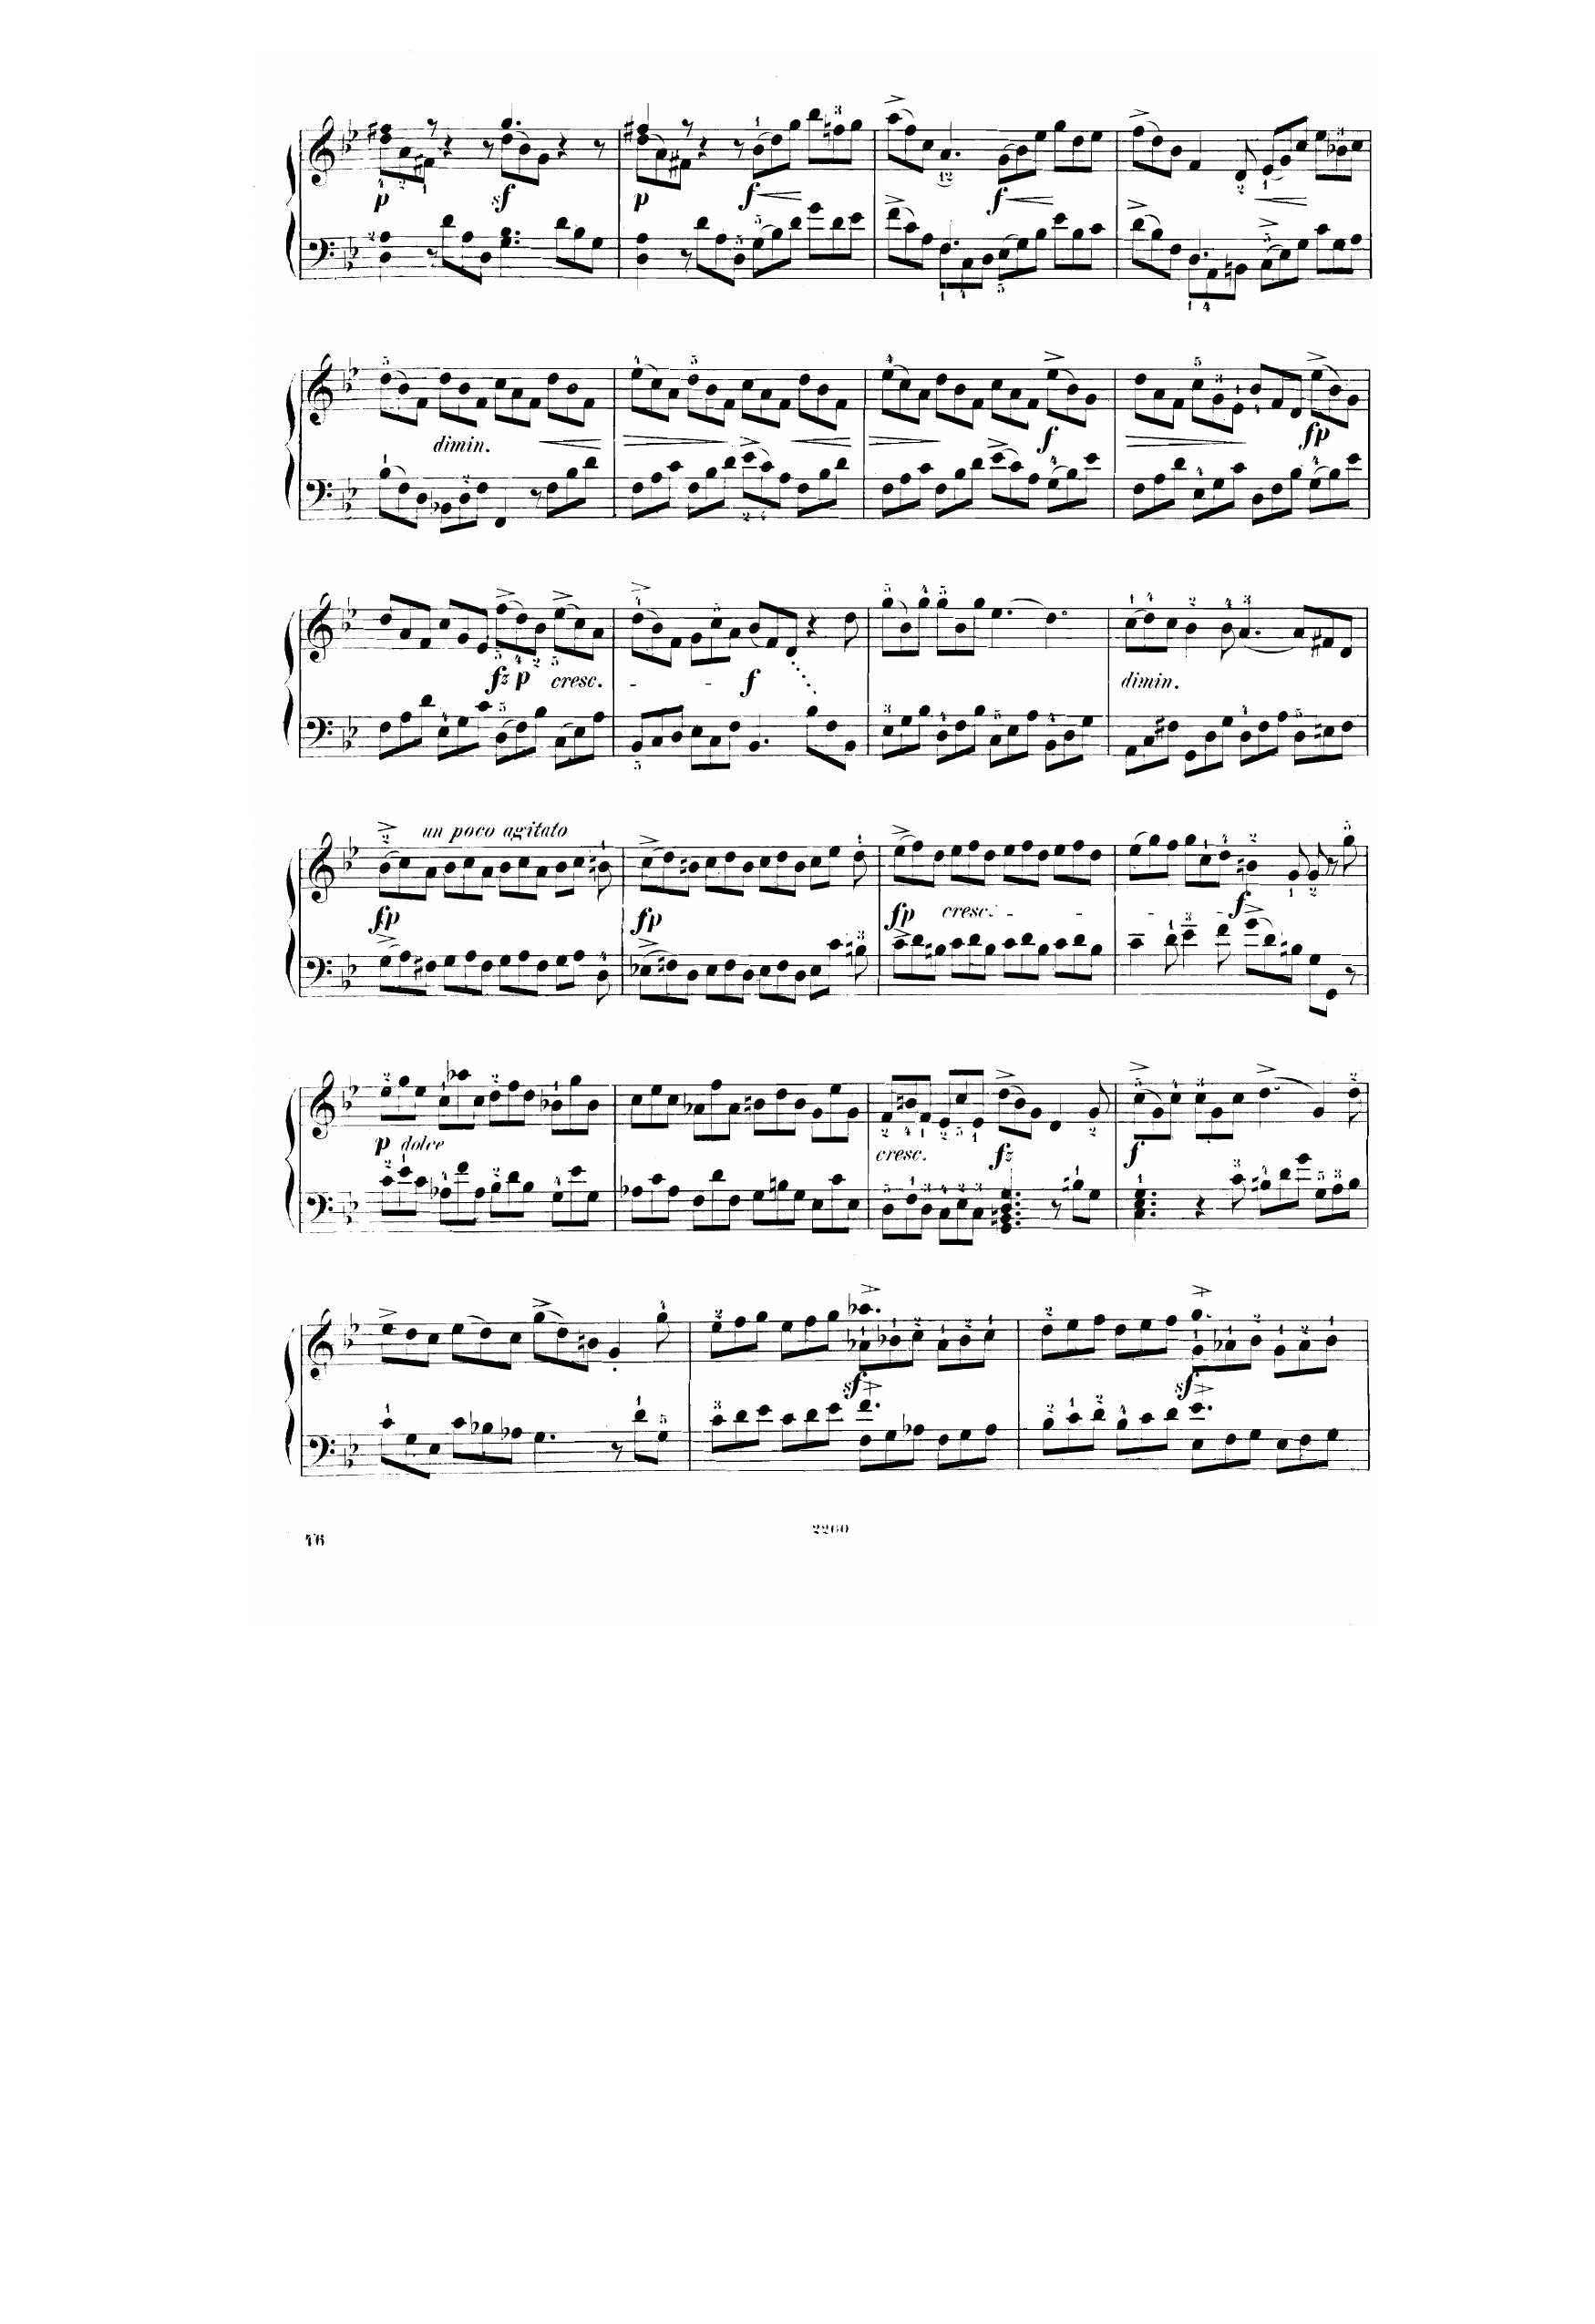 p sf p f f
dimin. f fp
fz p cresc. - - f dimin.
un poco agitato
fp fp fp cresc. - - - - f
p dolce cresc. fz f
sf sf
2260
46